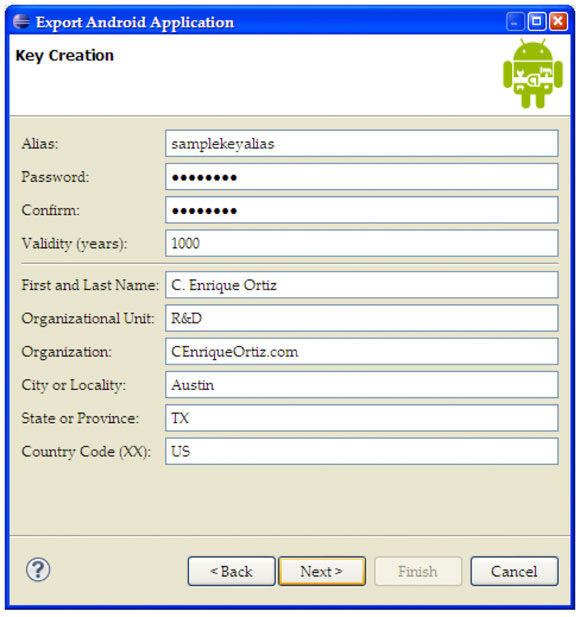 Export Android Application
Key Creation
Alias: samplekeyalias
Password: ●●●●●●●●
Confirm: ●●●●●●●●
Validity (years): 1000
First and Last Name: C. Enrique Ortiz
Organizational Unit: R&D
Organization: CEnriqueOrtiz.com
City or Locality: Austin
State or Province: TX
Country Code (XX): US
? < Back Next > Finish Cancel